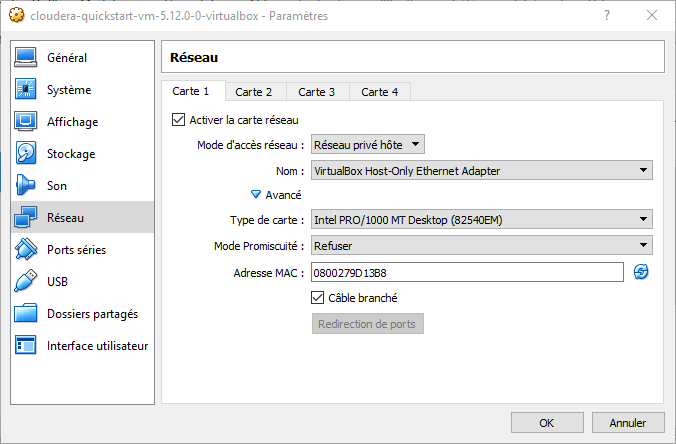 cloudera-quickstart-vm-5.12.0-0-virtualbox - Paramètres
?
Général
Système
Affichage
Stockage
Son
Réseau
Ports séries
USB
Dossiers partagés
Interface utilisateur
Réseau
Carte 1 Carte 2 Carte 3 Carte 4
Activer la carte réseau
Mode d'accès réseau : Réseau privé hôte
Nom : VirtualBox Host-Only Ethernet Adapter
Avancé
Type de carte : Intel PRO/1000 MT Desktop (82540EM)
Mode Promiscuité : Refuser
Adresse MAC : 0800279D13B8
Câble branché
Redirection de ports
OK Annuler